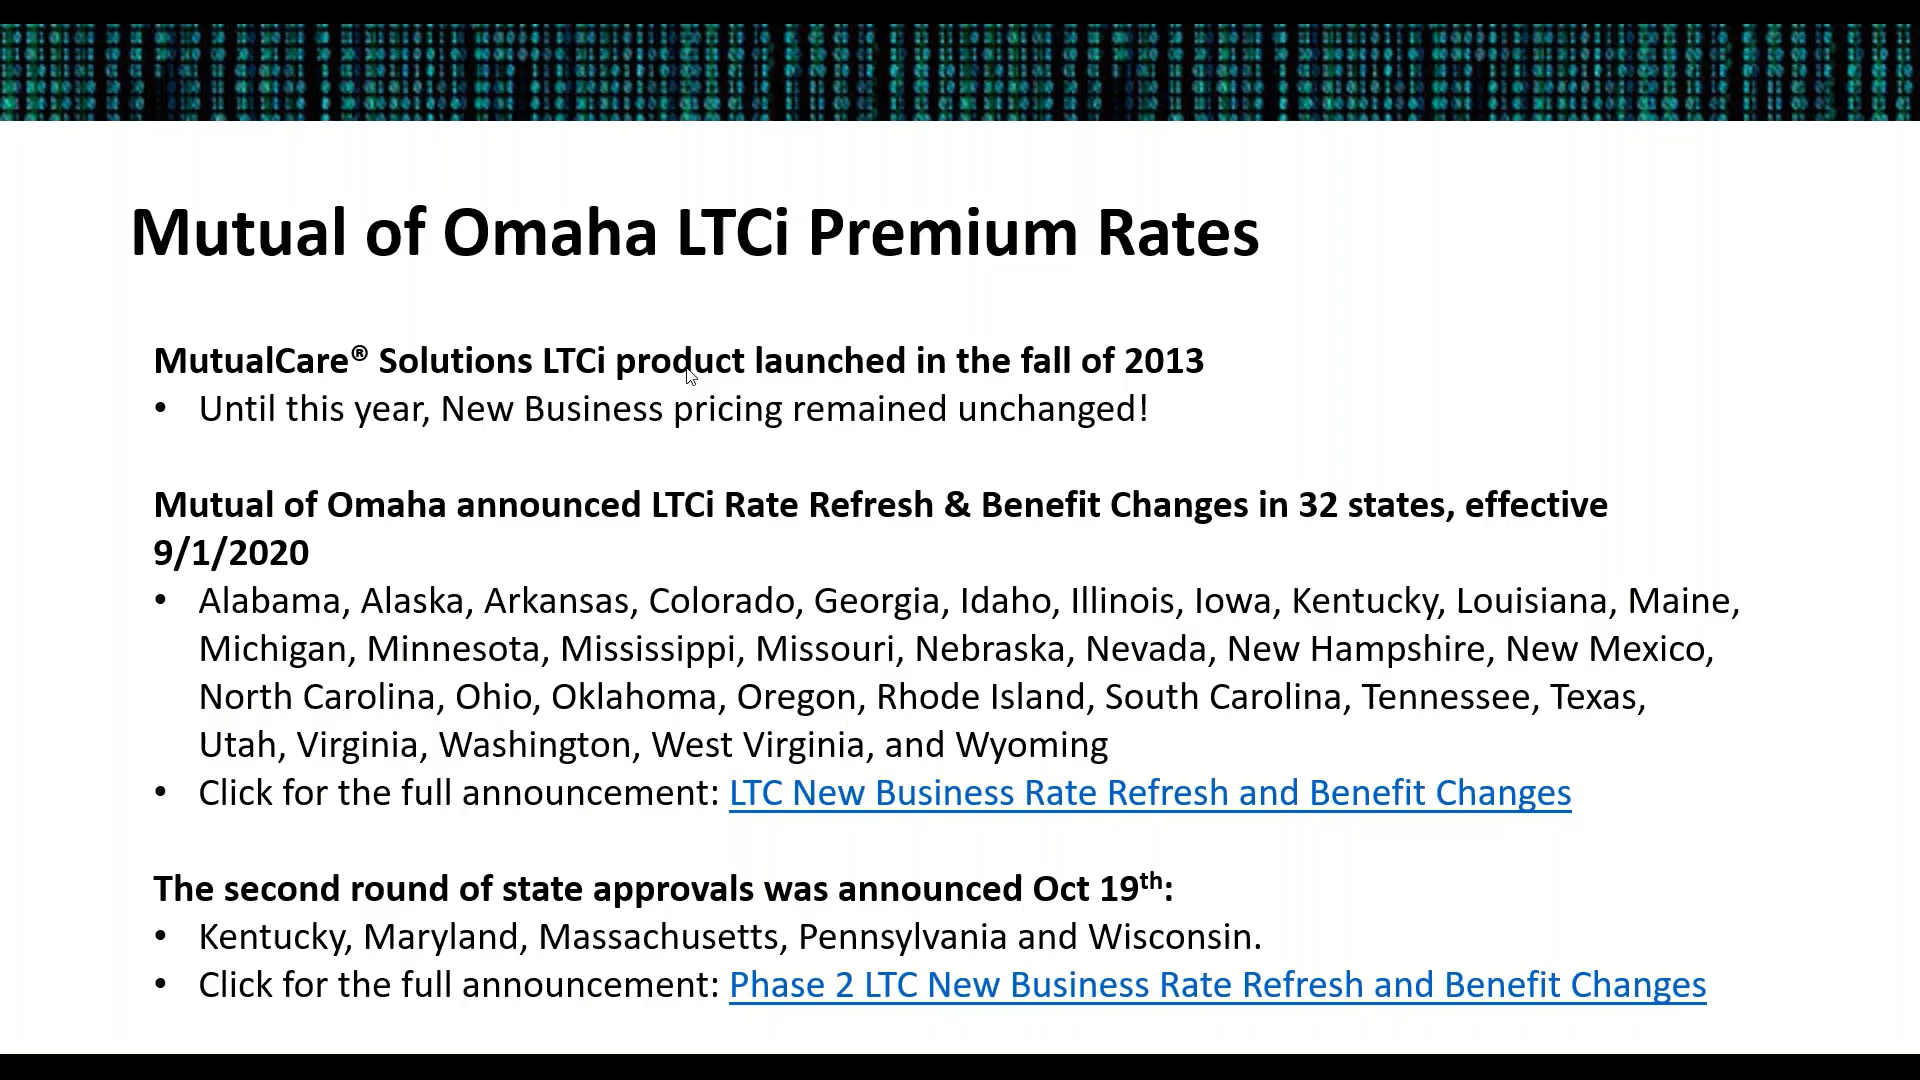 Mutual of Omaha LTCi Premium Rates
MutualCare® Solutions LTCi product launched in the fall of 2013
• Until this year, New Business pricing remained unchanged!
Mutual of Omaha announced LTCi Rate Refresh & Benefit Changes in 32 states, effective
9/1/2020
• Alabama, Alaska, Arkansas, Colorado, Georgia, Idaho, Illinois, Iowa, Kentucky, Louisiana, Maine,
Michigan, Minnesota, Mississippi, Missouri, Nebraska, Nevada, New Hampshire, New Mexico,
North Carolina, Ohio, Oklahoma, Oregon, Rhode Island, South Carolina, Tennessee, Texas,
Utah, Virginia, Washington, West Virginia, and Wyoming
• Click for the full announcement: LTC New Business Rate Refresh and Benefit Changes
The second round of state approvals was announced Oct 19th:
• Kentucky, Maryland, Massachusetts, Pennsylvania and Wisconsin.
• Click for the full announcement: Phase 2 LTC New Business Rate Refresh and Benefit Changes